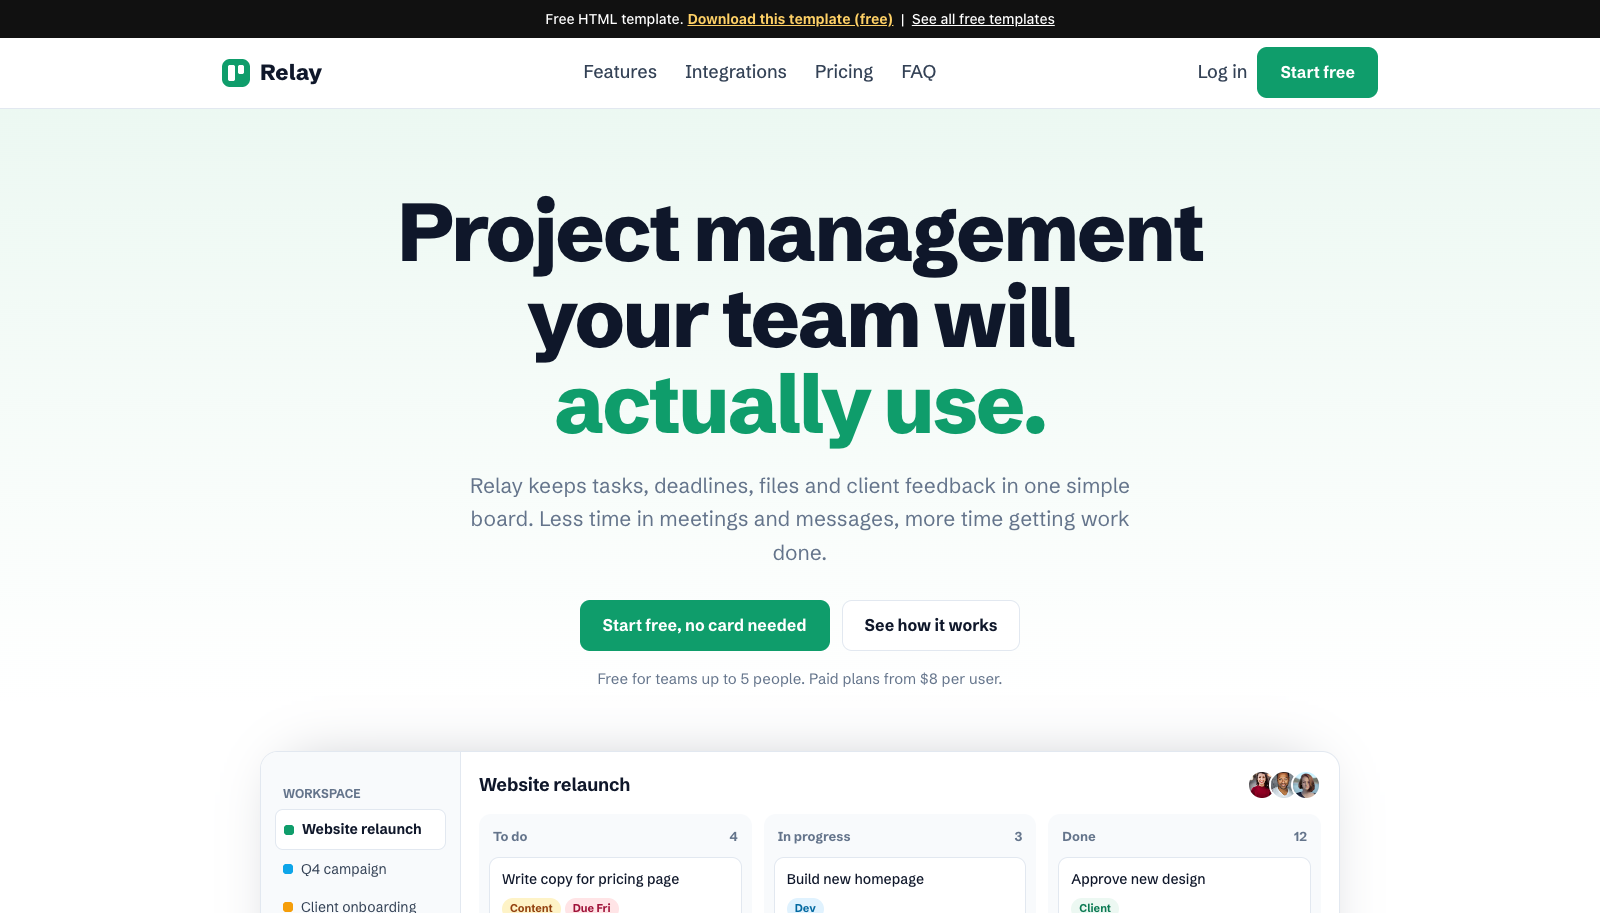 Free HTML template. Download this template (free) | See all free templates
Relay
Features Integrations Pricing FAQ
Log in Start free
Project management
your team will
actually use.
Relay keeps tasks, deadlines, files and client feedback in one simple
board. Less time in meetings and messages, more time getting work
done.
Start free, no card needed See how it works
Free for teams up to 5 people. Paid plans from $8 per user.
WORKSPACE
Website relaunch
Q4 campaign
Client onboarding
Website relaunch
To do 4
Write copy for pricing page
Content Due Fri
In progress 3
Build new homepage
Dev
Done 12
Approve new design
Client